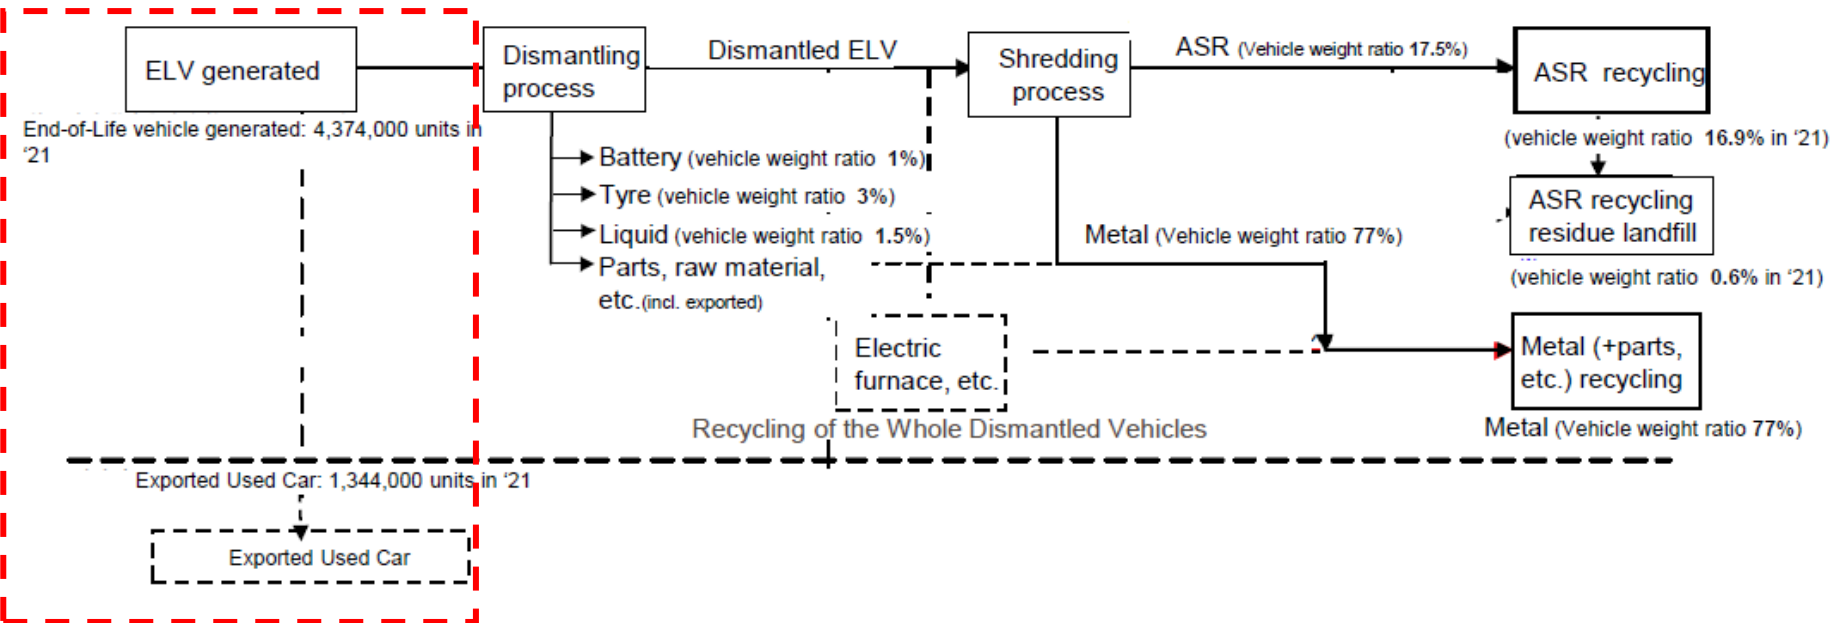 ELV generated
End-of-Life vehicle generated: 4,374,000 units in
‘21
Dismantling
process
Dismantled ELV
Shredding
process
ASR (Vehicle weight ratio 17.5%)
ASR recycling
(vehicle weight ratio 16.9% in ‘21)
Battery (vehicle weight ratio 1%)
Tyre (vehicle weight ratio 3%)
Liquid (vehicle weight ratio 1.5%)
Parts, raw material,
etc.(incl. exported)
Metal (Vehicle weight ratio 77%)
ASR recycling
residue landfill
(vehicle weight ratio 0.6% in ‘21)
Electric
furnace, etc.
Metal (+parts,
etc.) recycling
Metal (Vehicle weight ratio 77%)
Recycling of the Whole Dismantled Vehicles
Exported Used Car: 1,344,000 units in ‘21
Exported Used Car